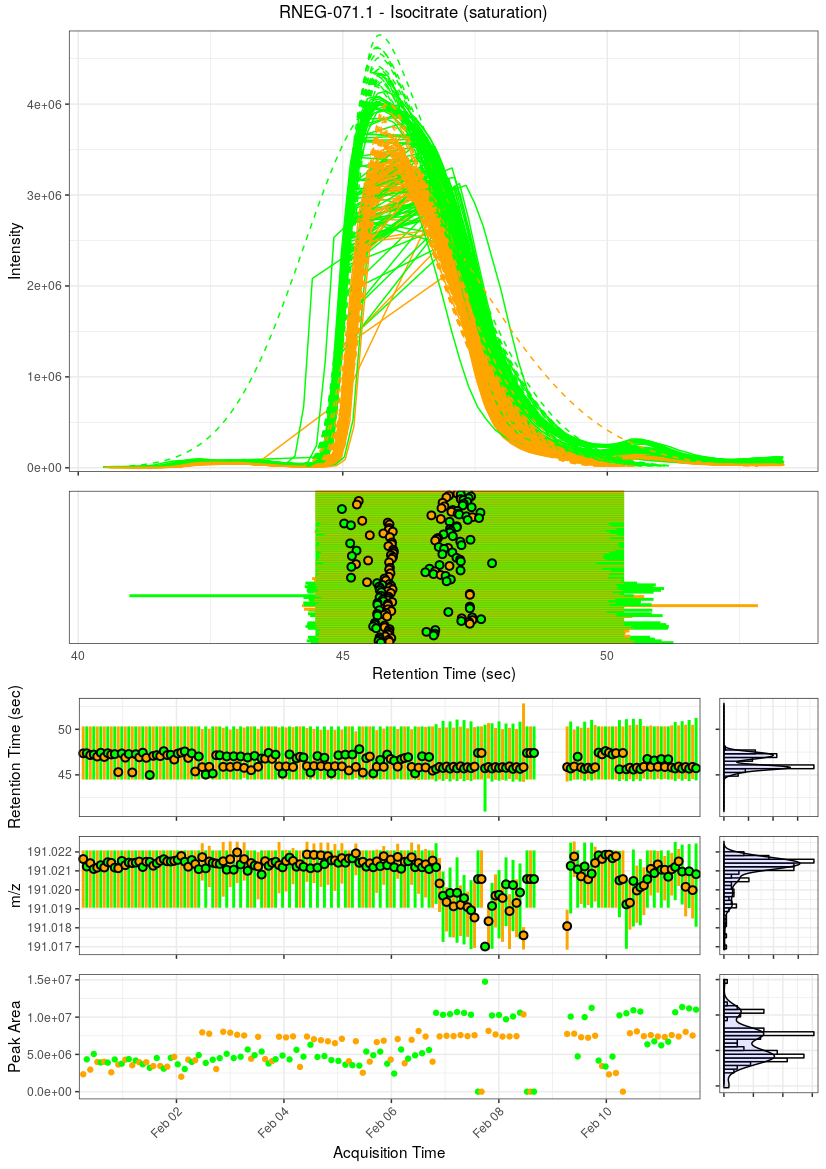 RNEG-071.1 - Isocitrate (saturation)
Intensity
4e+06
3e+06
2e+06
1e+06
0e+00
40
45
50
Retention Time (sec)
Retention Time (sec)
50
45
m/z
191.022
191.021
191.020
191.019
191.018
191.017
Peak Area
1.5e+07
1.0e+07
5.0e+06
0.0e+00
Feb 02
Feb 04
Feb 06
Feb 08
Feb 10
Acquisition Time